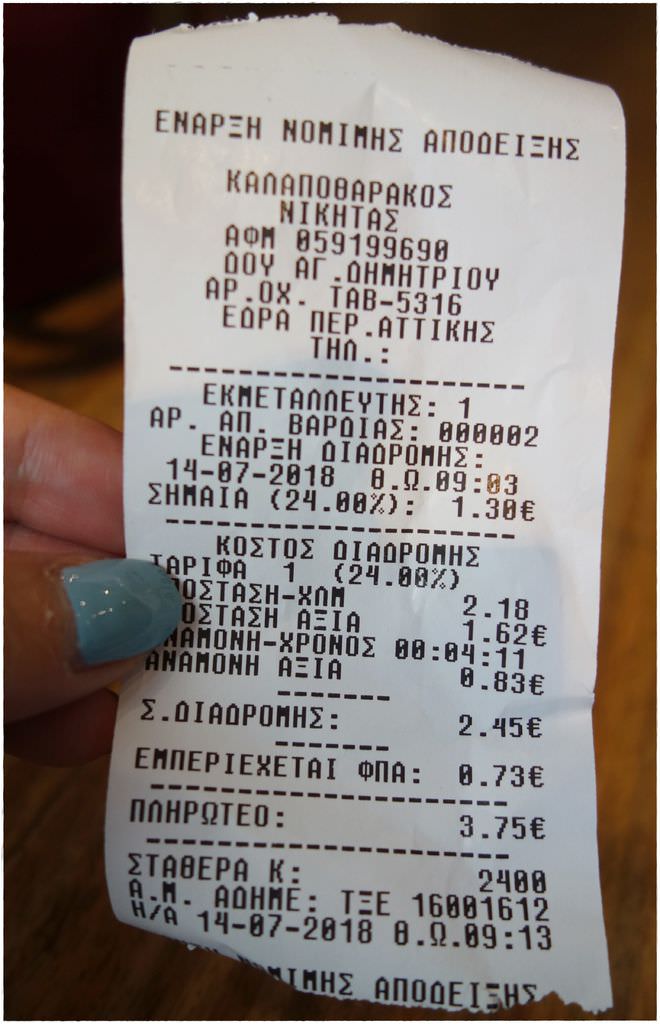 ΕΝΑΡΞΗ ΝΟΜΙΜΗΣ ΑΠΟΔΕΙΞΗΣ
ΚΑΛΑΠΟΘΑΡΑΚΟΣ
ΝΙΚΗΤΑΣ
ΑΦΜ 059199690
ΔΟΥ ΑΓ.ΔΗΜΗΤΡΙΟΥ
ΑΡ.ΟΧ. ΤΑΒ-5316
ΕΔΡΑ ΠΕΡ.ΑΤΤΙΚΗΣ
ΤΗΛ.:
ΕΚΜΕΤΑΛΛΕΥΤΗΣ: 1
ΑΡ. ΑΠ. ΒΑΡΔΙΑΣ: 000002
ΕΝΑΡΞΗ ΔΙΑΔΡΟΜΗΣ:
14-07-2018 Θ.Ω.09:03
ΣΗΜΑΙΑ (24.00%): 1.30€
ΚΟΣΤΟΣ ΔΙΑΔΡΟΜΗΣ
ΤΑΡΙΦΑ 1 (24.00%)
ΠΟΣΤΑΣΗ-ΧΛΜ 2.18
ΠΟΣΤΑΣΗ ΑΞΙΑ 1.62€
ΑΝΑΜΟΝΗ-ΧΡΟΝΟΣ 00:04:11
ΑΝΑΜΟΝΗ ΑΞΙΑ 0.83€
Σ.ΔΙΑΔΡΟΜΗΣ: 2.45€
ΕΜΠΕΡΙΕΧΕΤΑΙ ΦΠΑ: 0.73€
ΠΛΗΡΩΤΕΟ: 3.75€
ΣΤΑΘΕΡΑ Κ: 2400
Α.Μ. ΑΔΗΜΕ: ΤΞΕ 16001612
Η/Α 14-07-2018 Θ.Ω.09:13
ΝΟΜΙΜΗΣ ΑΠΟΔΕΙΞΗΣ